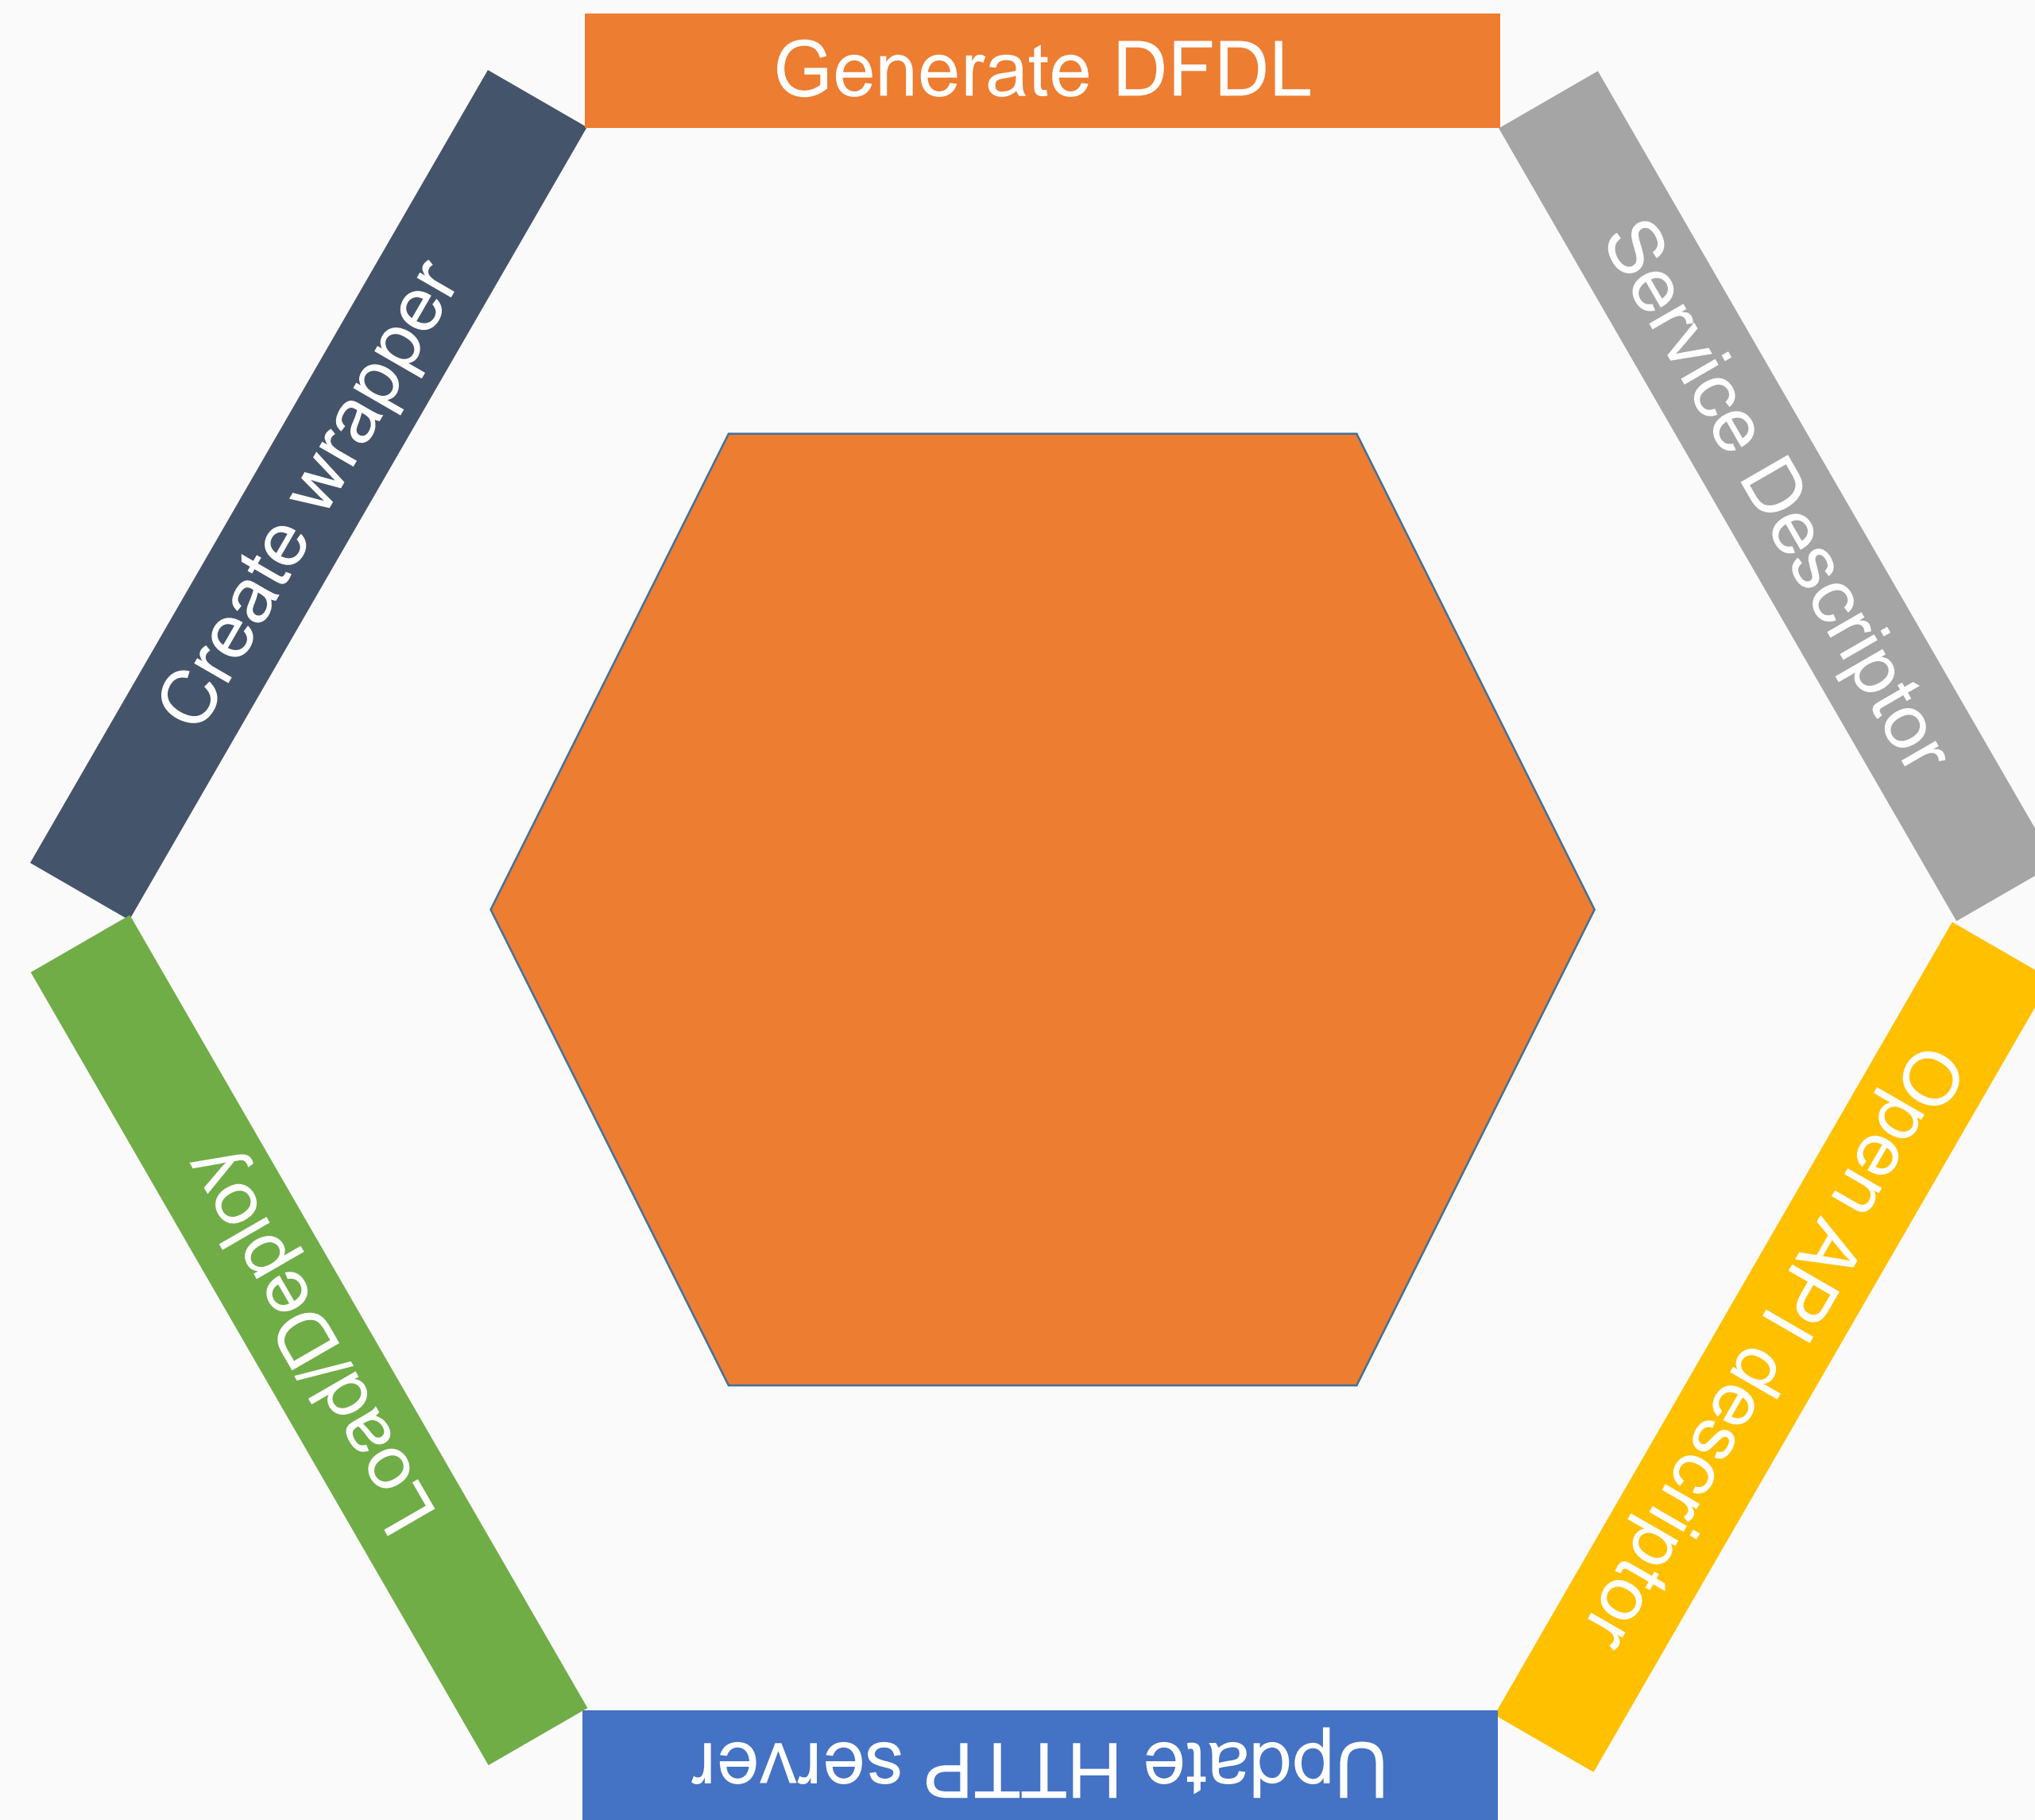 Generate DFDL
Service Descriptor
Open API descriptor
Update HTTP server
Load/Deploy
Create wrapper